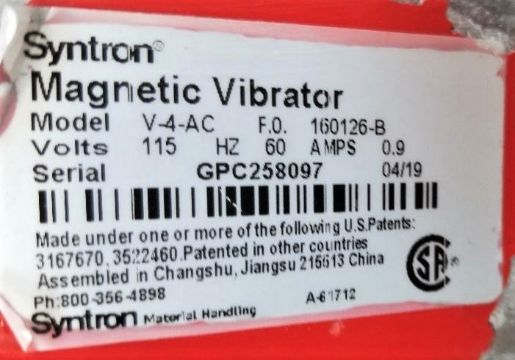 Syntron®
Magnetic Vibrator
Model V-4-AC F.O. 160126-B
Volts 115 HZ 60 AMPS 0.9
Serial GPC258097 04/19
Made under one or more of the following U.S.Patents:
3167670.3522460.Patented in other countries
Assembled in Changshu, Jiangsu 215613 China
Ph:800-356-4898 A-61712
Syntron Material Handling
SA